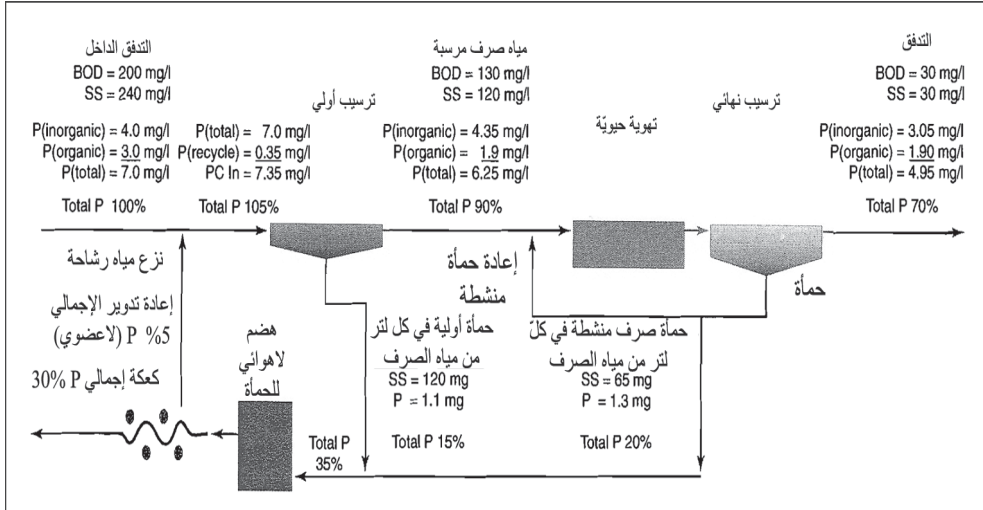 التدفق الداخل
BOD = 200 mg/l
SS = 240 mg/l
P(inorganic) = 4.0 mg/l
P(organic) = 3.0 mg/l
P(total) = 7.0 mg/l
Total P 100%
P(total) = 7.0 mg/l
P(recycle) = 0.35 mg/l
PC In = 7.35 mg/l
Total P 105%
ترسيب أولي
مياه صرف مرسبة
BOD = 130 mg/l
SS = 120 mg/l
P(inorganic) = 4.35 mg/l
P(organic) = 1.9 mg/l
P(total) = 6.25 mg/l
Total P 90%
تهوية حيويّة
ترسيب نهائي
التدفق
BOD = 30 mg/l
SS = 30 mg/l
P(inorganic) = 3.05 mg/l
P(organic) = 1.90 mg/l
P(total) = 4.95 mg/l
Total P 70%
نزع مياه رشاحة
إعادة تدوير الإجمالي
5% P (لاعضوي)
كعكة إجمالي P %30
هضم
لاهوائي
للحمأة
إعادة حمأة
منشطة
حمأة
حمأة أولية في كل لتر
من مياه الصرف
SS = 120 mg
P = 1.1 mg
Total P 15%
حمأة صرف منشطة في كلّ
لتر من مياه الصرف
SS = 65 mg
P = 1.3 mg
Total P 20%
Total P
35%